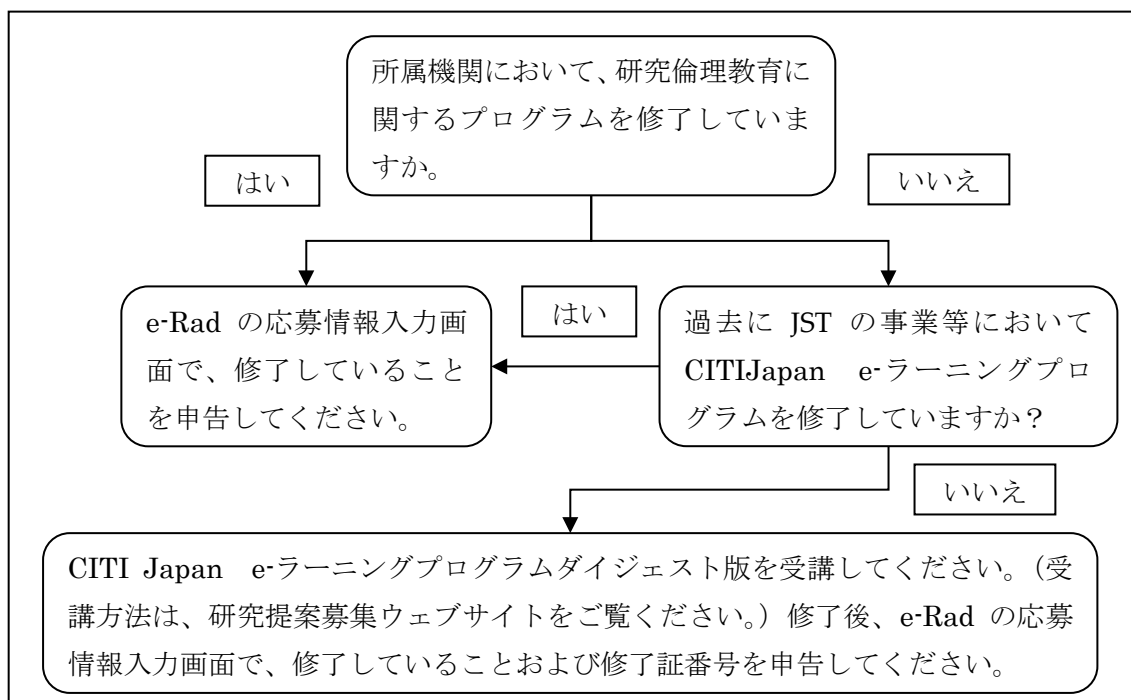 所属機関において、研究倫理教育に
関するプログラムを修了していま
すか。
はい
いいえ
e-Rad の応募情報入力画
面で、修了していること
を申告してください。
はい
過去に JST の事業等において
CITIJapan　e-ラーニングプロ
グラムを修了していますか？
いいえ
CITI Japan　e-ラーニングプログラムダイジェスト版を受講してください。（受
講方法は、研究提案募集ウェブサイトをご覧ください。）修了後、e-Rad の応募
情報入力画面で、修了していることおよび修了証番号を申告してください。